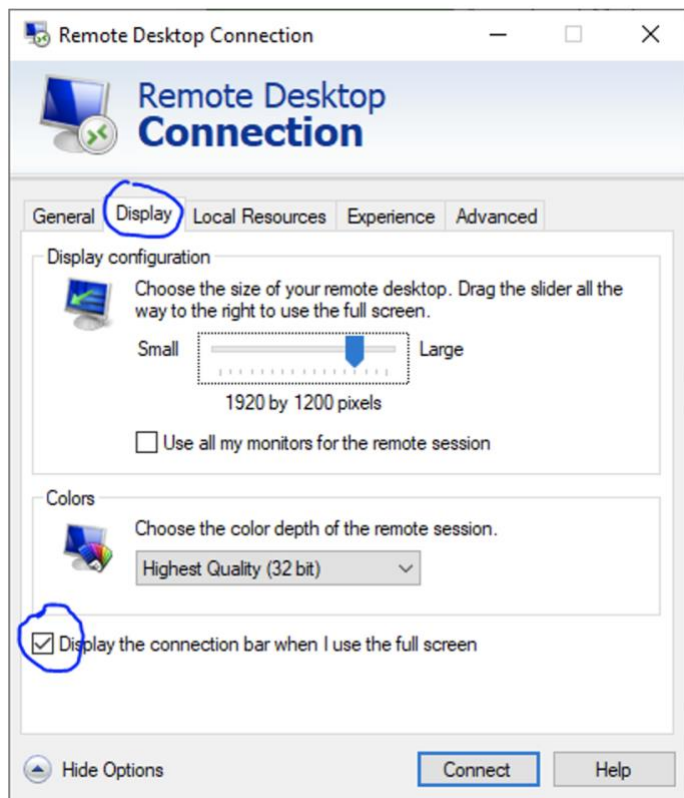 Remote Desktop Connection
Remote Desktop
Connection
General Display Local Resources Experience Advanced
Display configuration
Choose the size of your remote desktop. Drag the slider all the
way to the right to use the full screen.
Small Large
1920 by 1200 pixels
Use all my monitors for the remote session
Colors
Choose the color depth of the remote session.
Highest Quality (32 bit)
Display the connection bar when I use the full screen
Hide Options Connect Help